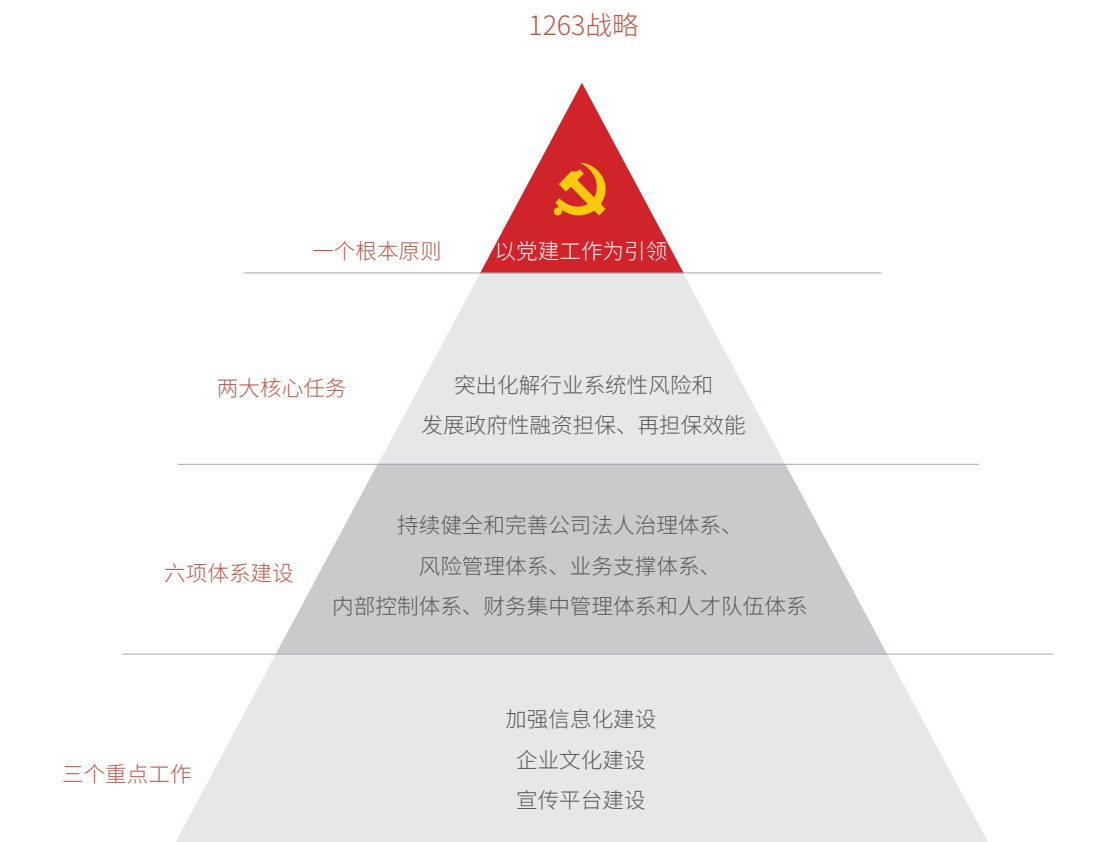 1263战略
一个根本原则
以党建工作为引领
两大核心任务
突出化解行业系统性风险和
发展政府性融资担保、再担保效能
六项体系建设
持续健全和完善公司法人治理体系、
风险管理体系、业务支撑体系、
内部控制体系、财务集中管理体系和人才队伍体系
三个重点工作
加强信息化建设
企业文化建设
宣传平台建设